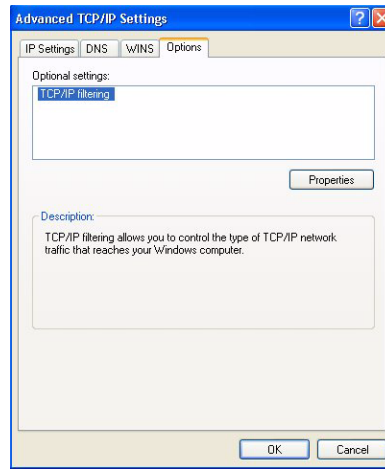 Advanced TCP/IP Settings
IP Settings DNS WINS Options
Optional settings:
TCP/IP filtering
Properties
Description:
TCP/IP filtering allows you to control the type of TCP/IP network
traffic that reaches your Windows computer.
OK Cancel